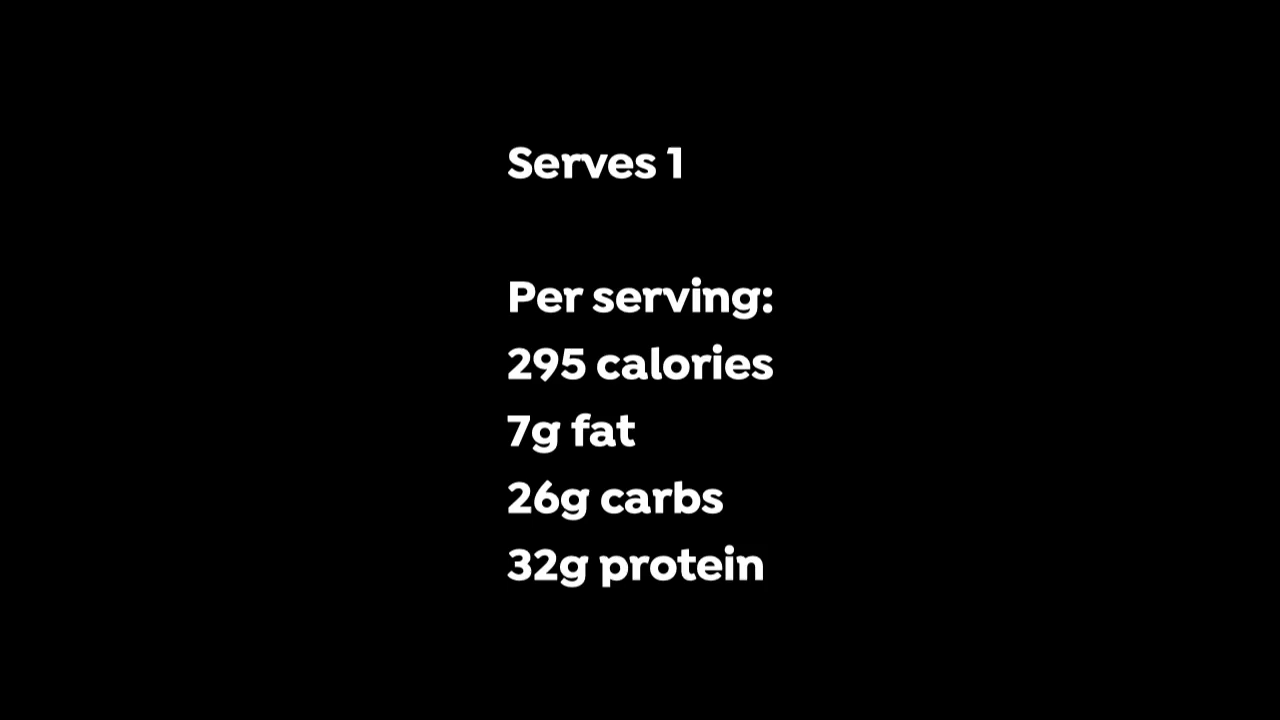 Serves 1
Per serving:
295 calories
7g fat
26g carbs
32g protein